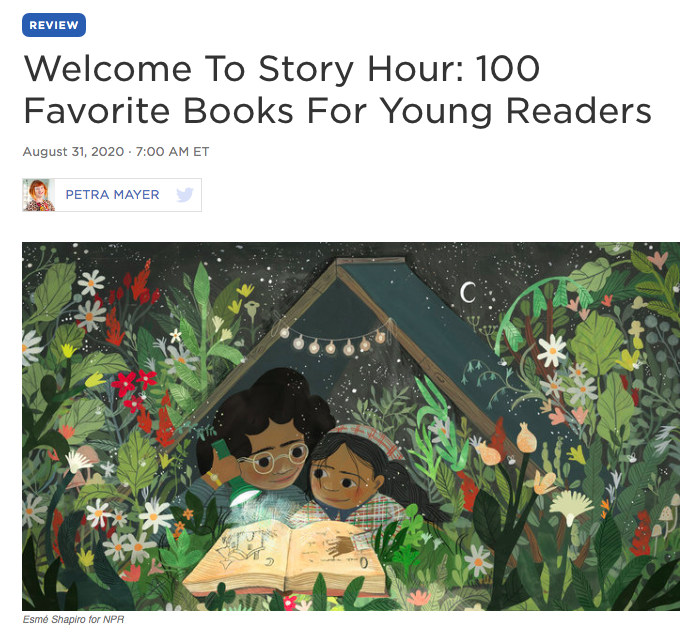 REVIEW
Welcome To Story Hour: 100
Favorite Books For Young Readers
August 31, 2020 · 7:00 AM ET
PETRA MAYER
Esmé Shapiro for NPR